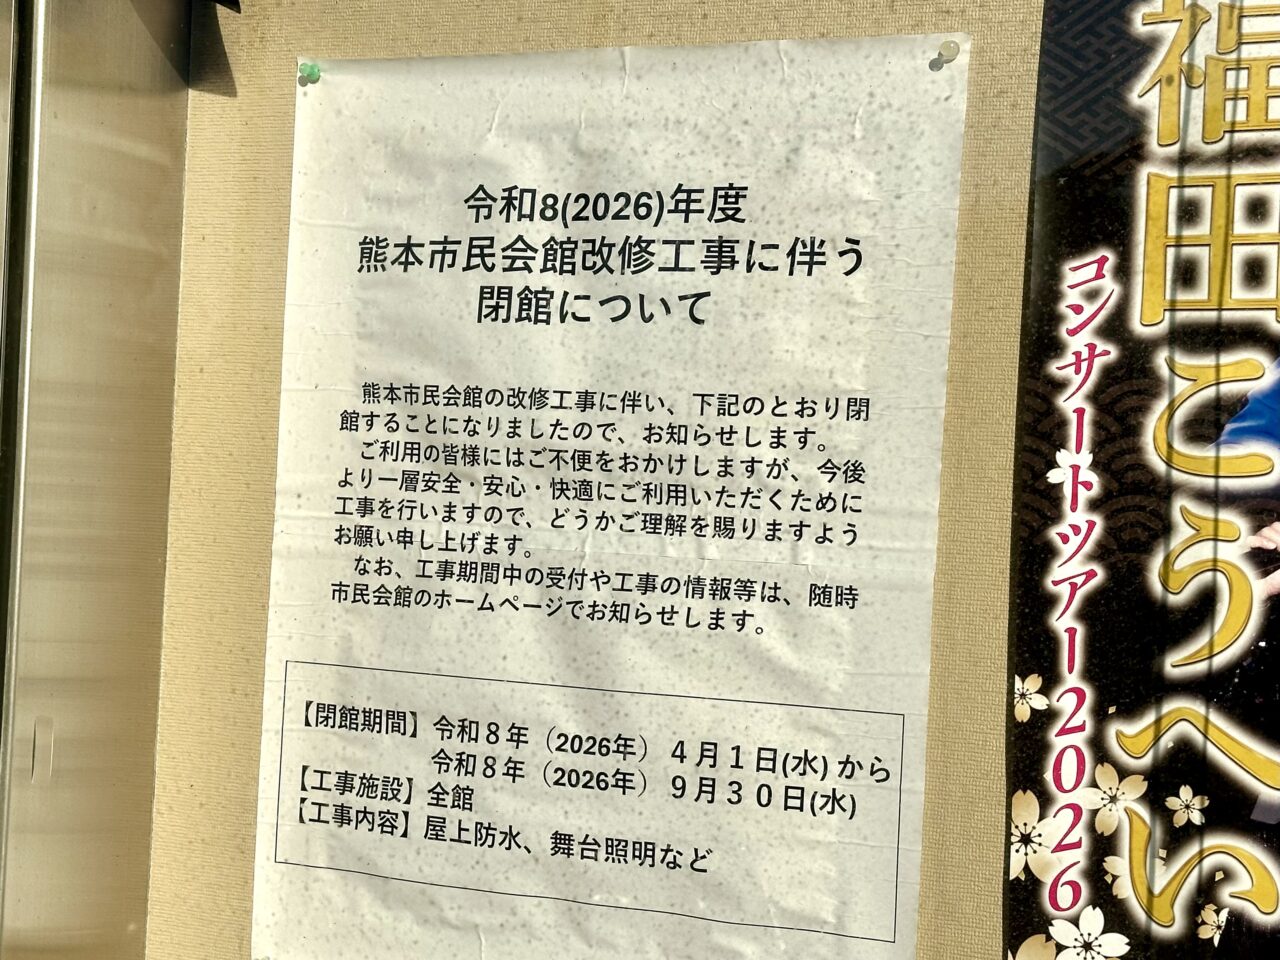 令和8(2026)年度
熊本市民会館改修工事に伴う
閉館について
熊本市民会館の改修工事に伴い、下記のとおり閉
館することになりましたので、お知らせします。
ご利用の皆様にはご不便をおかけしますが、今後
より一層安全・安心・快適にご利用いただくために
工事を行いますので、どうかご理解を賜りますよう
お願い申し上げます。
なお、工事期間中の受付や工事の情報等は、随時
市民会館のホームページでお知らせします。
【閉館期間】令和８年（2026年）４月１日(水)から
令和８年（2026年）９月３０日(水)
【工事施設】全館
【工事内容】屋上防水、舞台照明など
福田こうへい
コンサートツアー2026